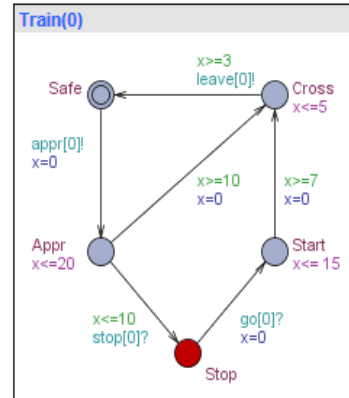 Train(0)
x>=3
leave[0]!
Safe
Cross
x<=5
appr[0]!
x=0
x>=10
x=0
x>=7
x=0
Appr
x<=20
Start
x<= 15
x<=10
stop[0]?
go[0]?
x=0
Stop